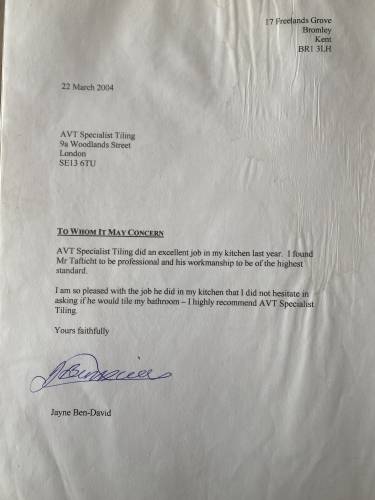 17 Freelands Grove
Bromley
Kent
BR1 3LH
22 March 2004
AVT Specialist Tiling
9a Woodlands Street
London
SE13 6TU
TO WHOM IT MAY CONCERN
AVT Specialist Tiling did an excellent job in my kitchen last year. I found
Mr Tafticht to be professional and his workmanship to be of the highest
standard.
I am so pleased with the job he did in my kitchen that I did not hesitate in
asking if he would tile my bathroom – I highly recommend AVT Specialist
Tiling.
Yours faithfully
Jayne Ben-David